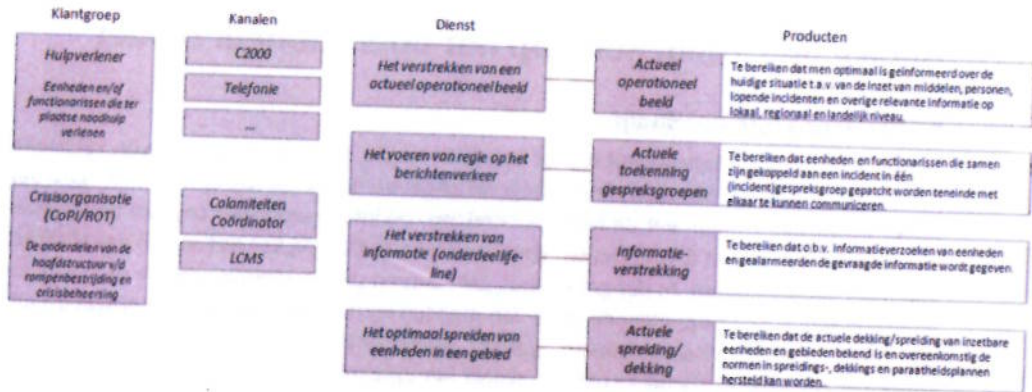 Klantgroep
Kanalen
Dienst
Producten
Hulpverlener
Eenheden en/of
functionarissen die ter
plaatse noodhulp
verlenen
C2000
Telefonie
...
Het verstrekken van een
actueel operationeel beeld
Actueel
operationeel
beeld
Te bereiken dat men optimaal is geïnformeerd over de
huidige situatie t.a.v. van de inzet van middelen, personen,
lopende incidenten en overige relevante informatie op
lokaal, regionaal en landelijk niveau.
Het voeren van regie op het
berichtenverkeer
Actuele
toekenning
gespreksgroepen
Te bereiken dat eenheden en functionarissen die samen
zijn gekoppeld aan een incident in één
(incident)gespreksgroep gepatcht worden teneinde met
elkaar te kunnen communiceren.
Crisisorganisatie
(CoPI/ROT)
De onderdelen van de
hoofdstructuur v/d
rampenbestrijding en
crisisbeheersing
Calamiteiten
Coördinator
LCMS
Het verstrekken van
informatie (onderdeel life-
line)
Informatie-
verstrekking
Te bereiken dat o.b.v. informatieverzoeken van eenheden
en gealarmeerden de gevraagde informatie wordt gegeven.
Het optimaal spreiden van
eenheden in een gebied
Actuele
spreiding/
dekking
Te bereiken dat de actuele dekking/spreiding van inzetbare
eenheden en gebieden bekend is en overeenkomstig de
normen in spreidings-, dekkings en paraatheidsplannen
hersteld kan worden.